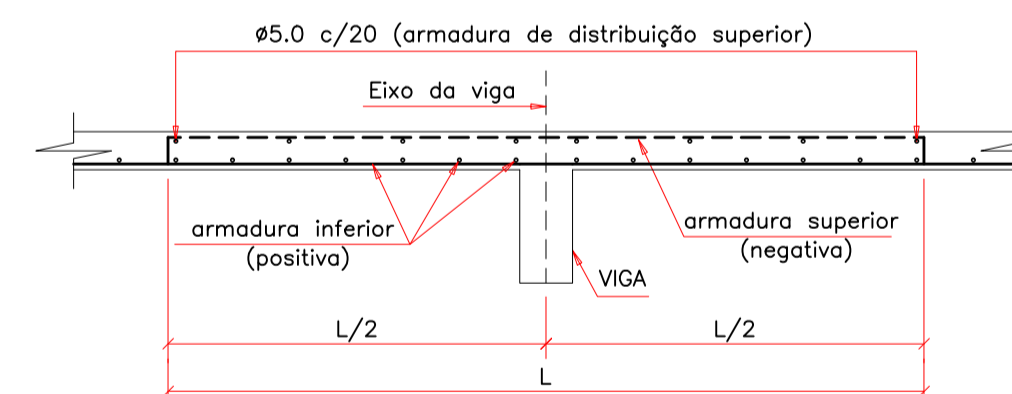 ø5.0 c/20 (armadura de distribuição superior)
Eixo da viga
armadura inferior
(positiva)
armadura superior
(negativa)
VIGA
L/2
L/2
L